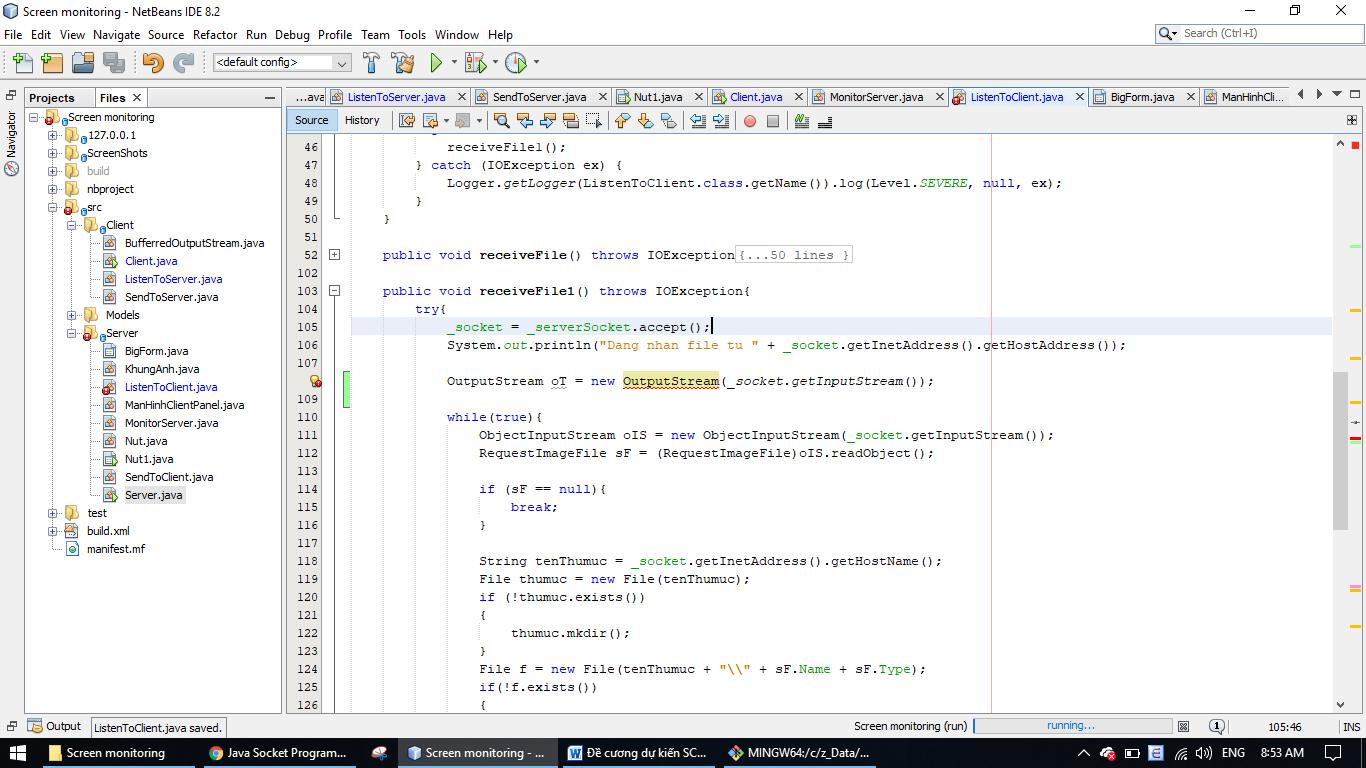 Screen monitoring - NetBeans IDE 8.2
File Edit View Navigate Source Refactor Run Debug Profile Team Tools Window Help
Search (Ctrl+I)
<default config>
Projects Files
...ava ListenToServer.java SendToServer.java Nut1.java Client.java MonitorServer.java ListenToClient.java BigForm.java ManHinhCli...
Navigator
Screen monitoring
127.0.0.1
ScreenShots
build
nbproject
src
Client
BufferredOutputStream.java
Client.java
ListenToServer.java
SendToServer.java
Models
Server
BigForm.java
KhungAnh.java
ListenToClient.java
ManHinhClientPanel.java
MonitorServer.java
Nut.java
Nut1.java
SendToClient.java
Server.java
test
build.xml
manifest.mf
Source History
46 receiveFile1();
47 } catch (IOException ex) {
48 Logger.getLogger(ListenToClient.class.getName()).log(Level.SEVERE, null, ex);
49 }
50 }
51
52 public void receiveFile() throws IOException{...50 lines }
102
103 public void receiveFile1() throws IOException{
104 try{
105 _socket = _serverSocket.accept();
106 System.out.println("Dang nhan file tu " + _socket.getInetAddress().getHostAddress());
107
OutputStream oT = new OutputStream(_socket.getInputStream());
109
110 while(true){
111 ObjectInputStream oIS = new ObjectInputStream(_socket.getInputStream());
112 RequestImageFile sF = (RequestImageFile)oIS.readObject();
113
114 if (sF == null){
115 break;
116 }
117
118 String tenThumuc = _socket.getInetAddress().getHostName();
119 File thumuc = new File(tenThumuc);
120 if (!thumuc.exists())
121 {
122 thumuc.mkdir();
123 }
124 File f = new File(tenThumuc + "\\" + sF.Name + sF.Type);
125 if(!f.exists())
126 {
Output ListenToClient.java saved. Screen monitoring (run) running... 1 105:46 INS
Screen monitoring Java Socket Program... Screen monitoring - ... Đề cương dự kiến SC... MINGW64:/c/z_Data/... ENG 8:53 AM